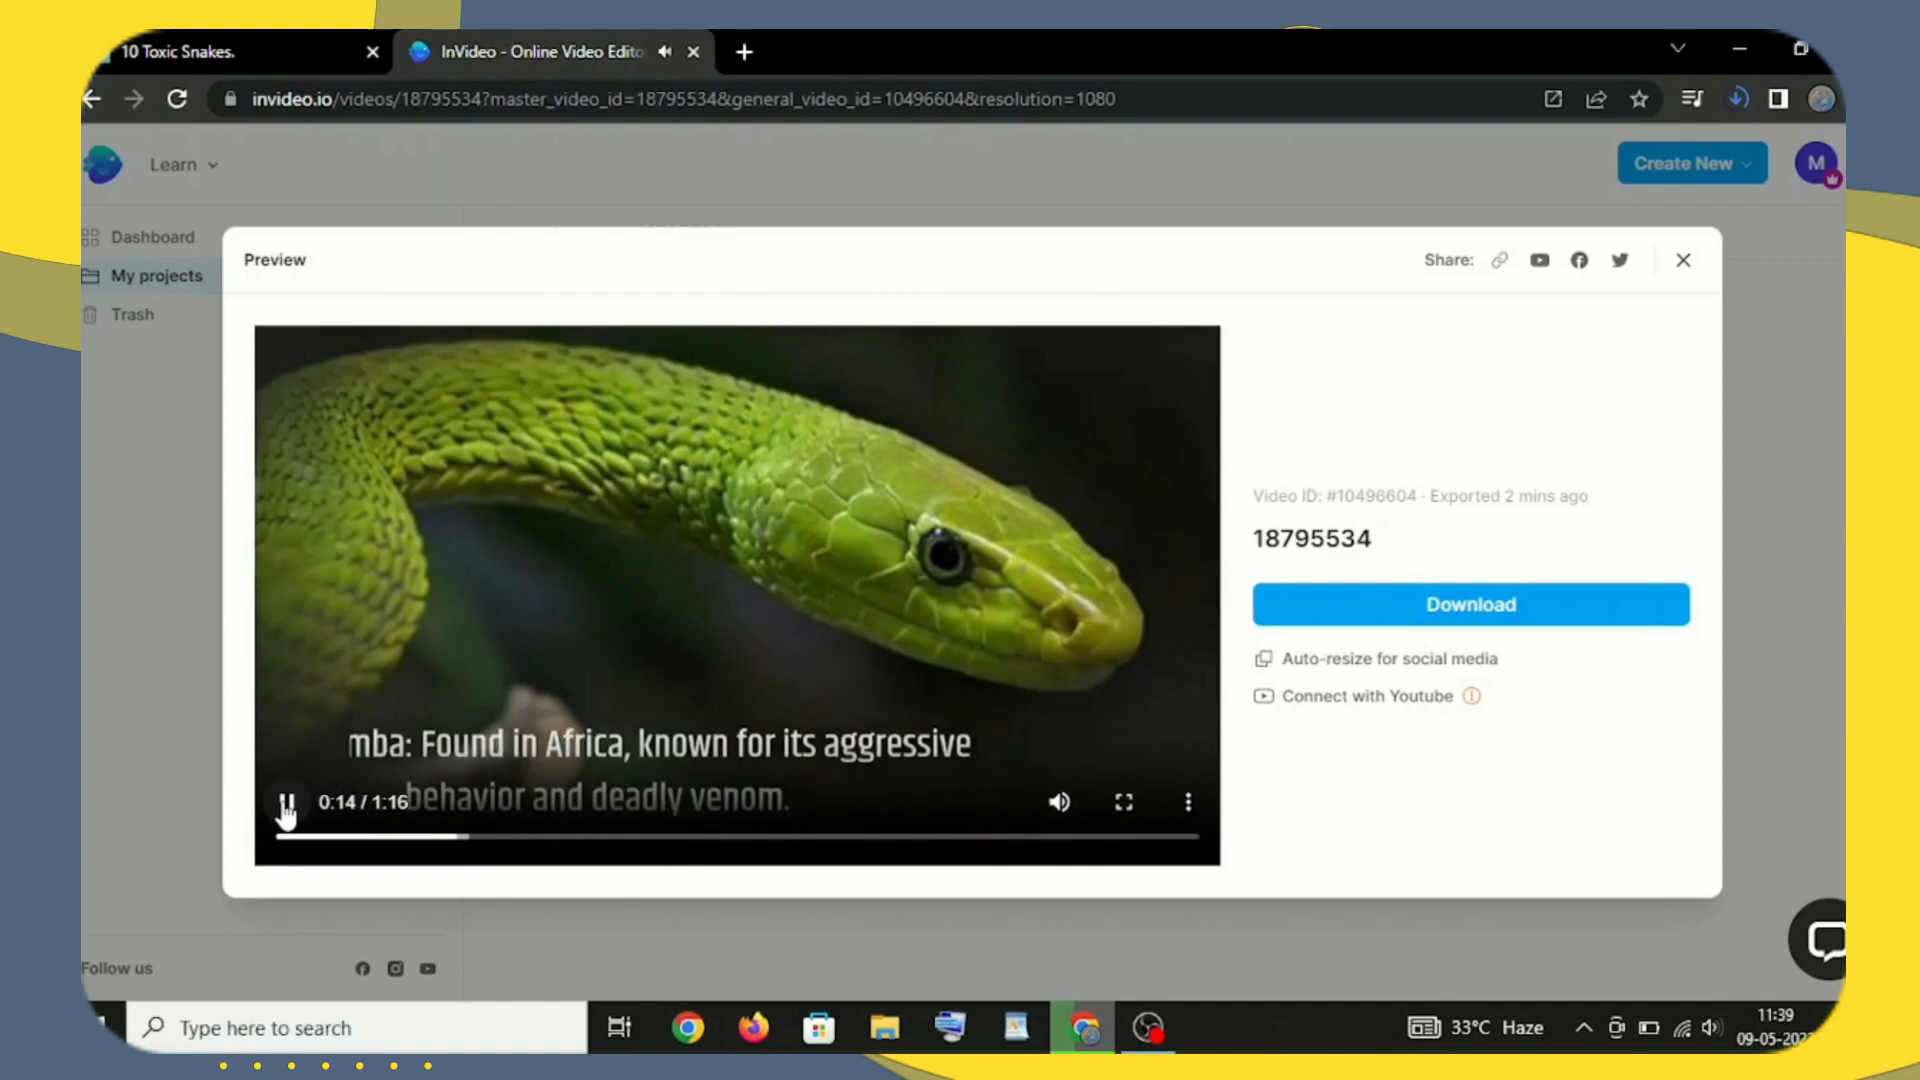 10 Toxic Snakes.
InVideo - Online Video Edito
invideo.io/videos/18795534?master_video_id=18795534&general_video_id=10496604&resolution=1080
Learn
Create New
M
Dashboard
My projects
Trash
Preview
Share:
mba: Found in Africa, known for its aggressive
behavior and deadly venom.
0:14 / 1:16
Video ID: #10496604 · Exported 2 mins ago
18795534
Download
Auto-resize for social media
Connect with Youtube
Follow us
Type here to search
33°C Haze
11:39
09-05-202